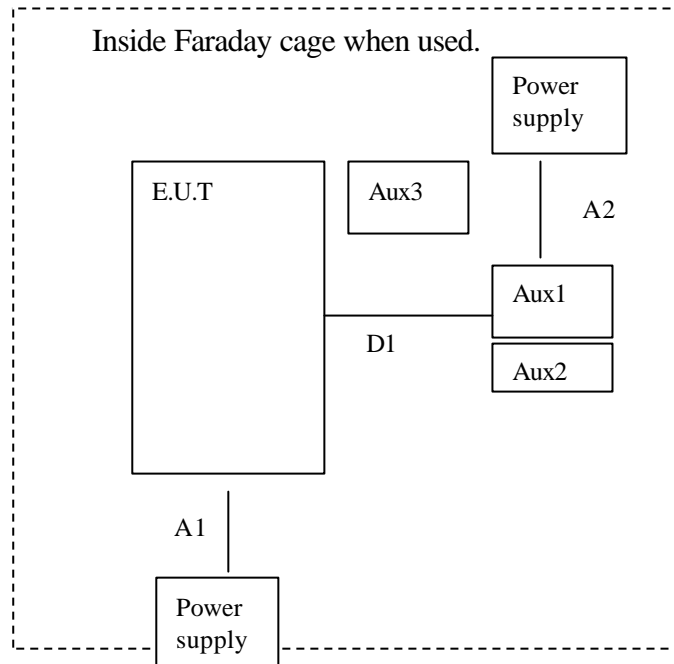 Inside Faraday cage when used.
Power
supply
E.U.T
Aux3
A2
Aux1
D1
Aux2
A1
Power
supply